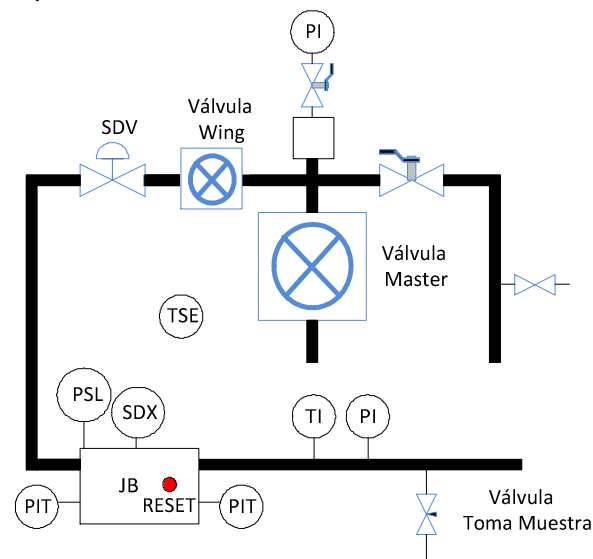 PI
Válvula
Wing
SDV
Válvula
Master
TSE
PSL
SDX
TI
PI
JB
RESET
PIT
PIT
Válvula
Toma Muestra